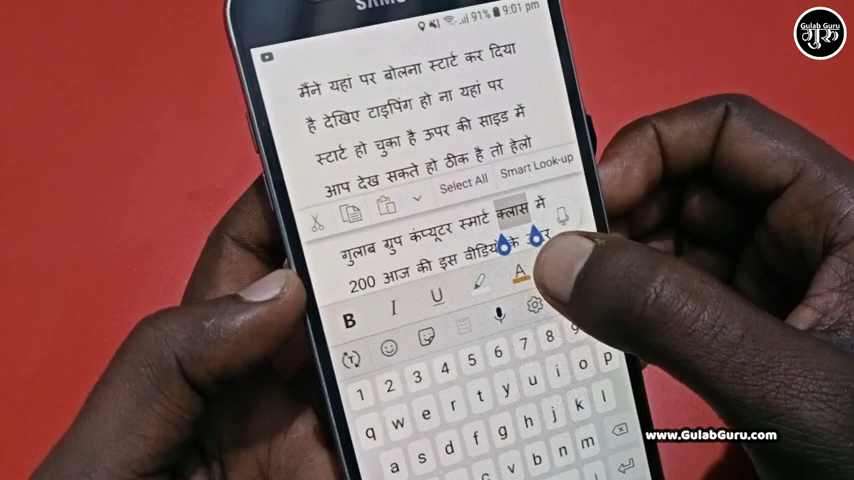 Gulab Guru
गुरु
SAMSUNG
91% 9:01 pm
मैंने यहां पर बोलना स्टार्ट कर दिया
है देखिए टाइपिंग हो ना यहां पर
स्टार्ट हो चुका है ऊपर की साइड में
आप देख सकते हो ठीक है तो हेलो
Select All Smart Look-up
गुलाब ग्रुप कंप्यूटर स्मार्ट क्लास में
200 आज की इस वीडियो के
B I U A
1 2 3 4 5 6 7 8 9
q w e r t y u i o p
a s d f g h j k l
c v b n m
www.GulabGuru.com